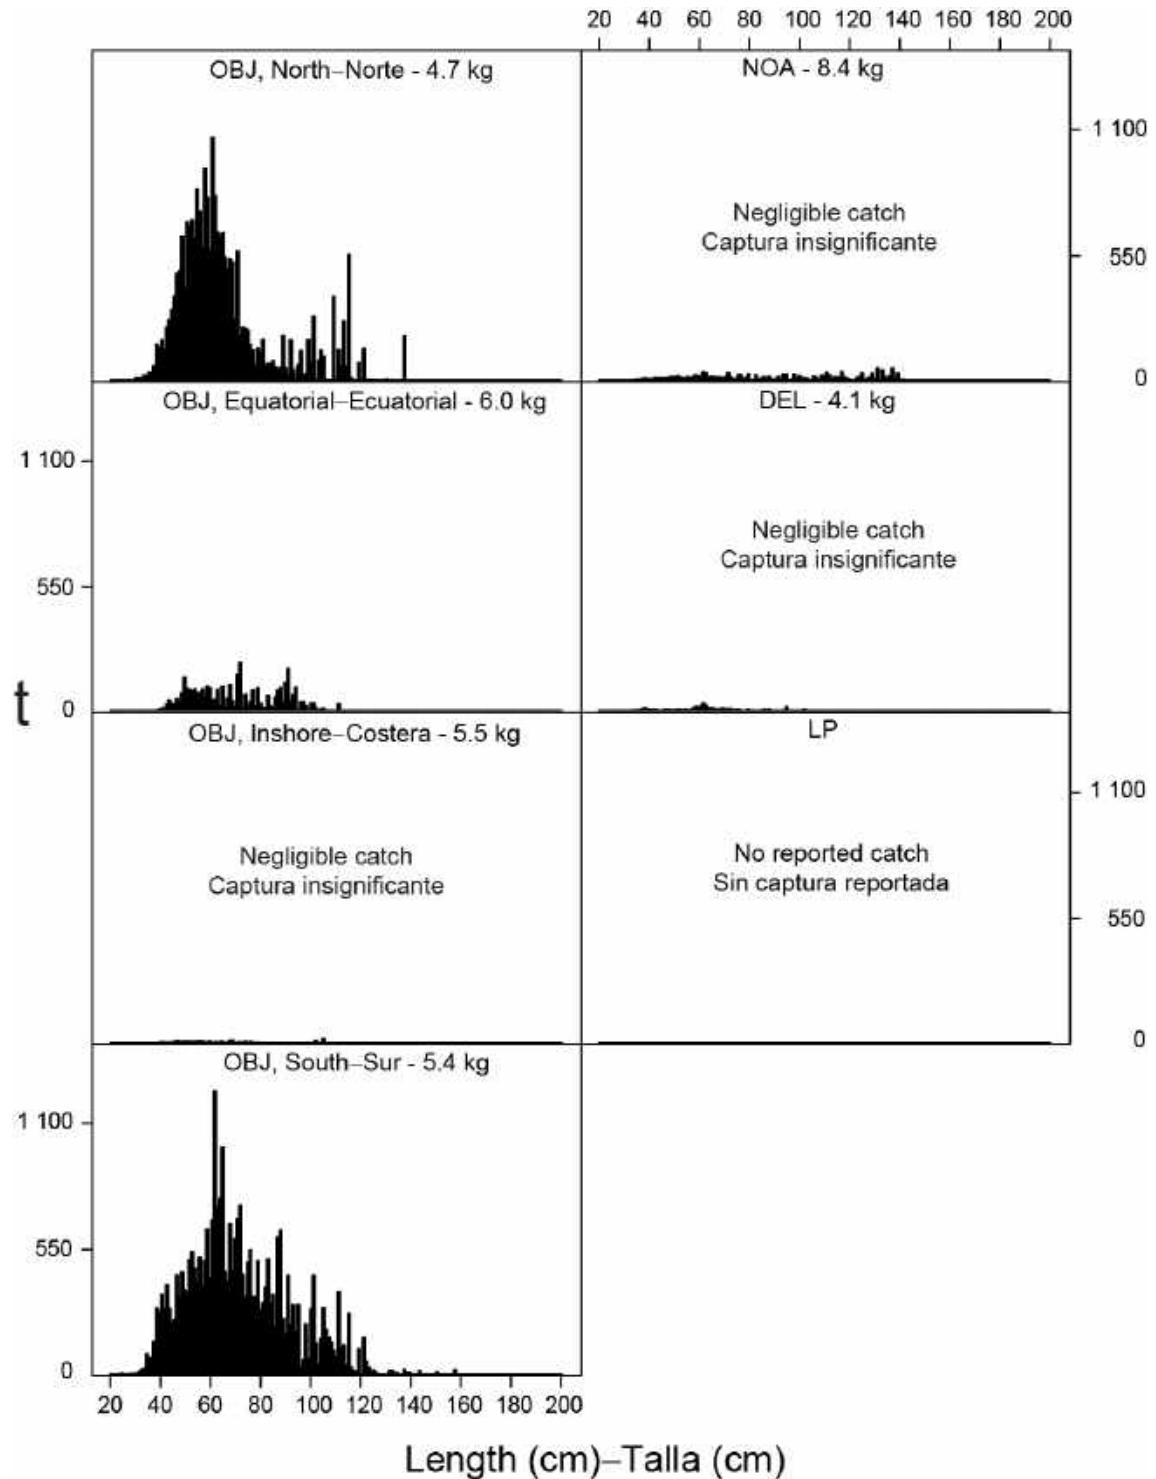 20 40 60 80 100 120 140 160 180 200
OBJ, North–Norte - 4.7 kg
NOA - 8.4 kg
1 100
Negligible catch
Captura insignificante
550
0
OBJ, Equatorial–Ecuatorial - 6.0 kg
DEL - 4.1 kg
1 100
Negligible catch
Captura insignificante
550
t
0
OBJ, Inshore–Costera - 5.5 kg
LP
1 100
Negligible catch
Captura insignificante
No reported catch
Sin captura reportada
550
0
OBJ, South–Sur - 5.4 kg
1 100
550
0
20 40 60 80 100 120 140 160 180 200
Length (cm)–Talla (cm)